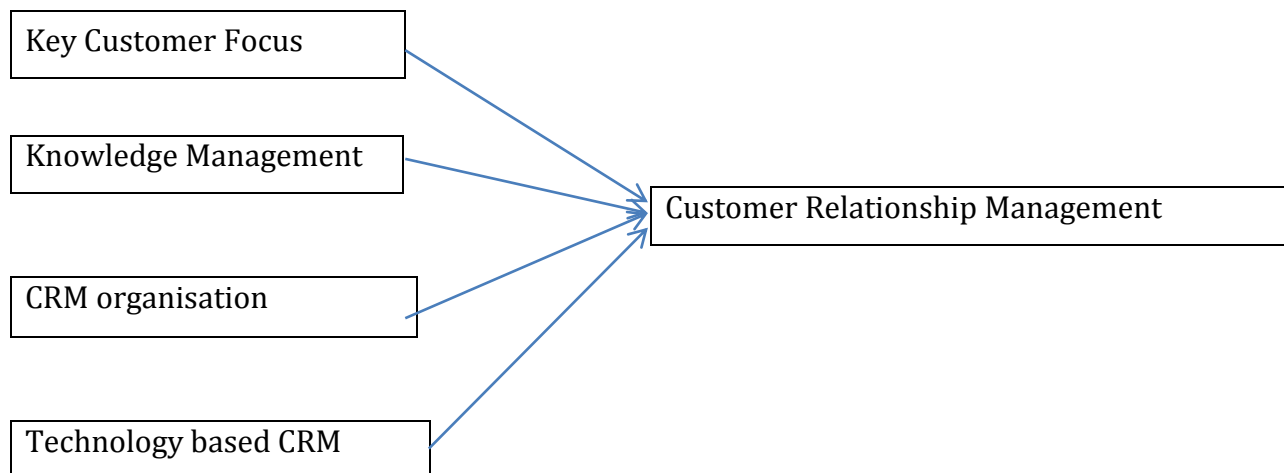 Key Customer Focus
Knowledge Management
Customer Relationship Management
CRM organisation
Technology based CRM